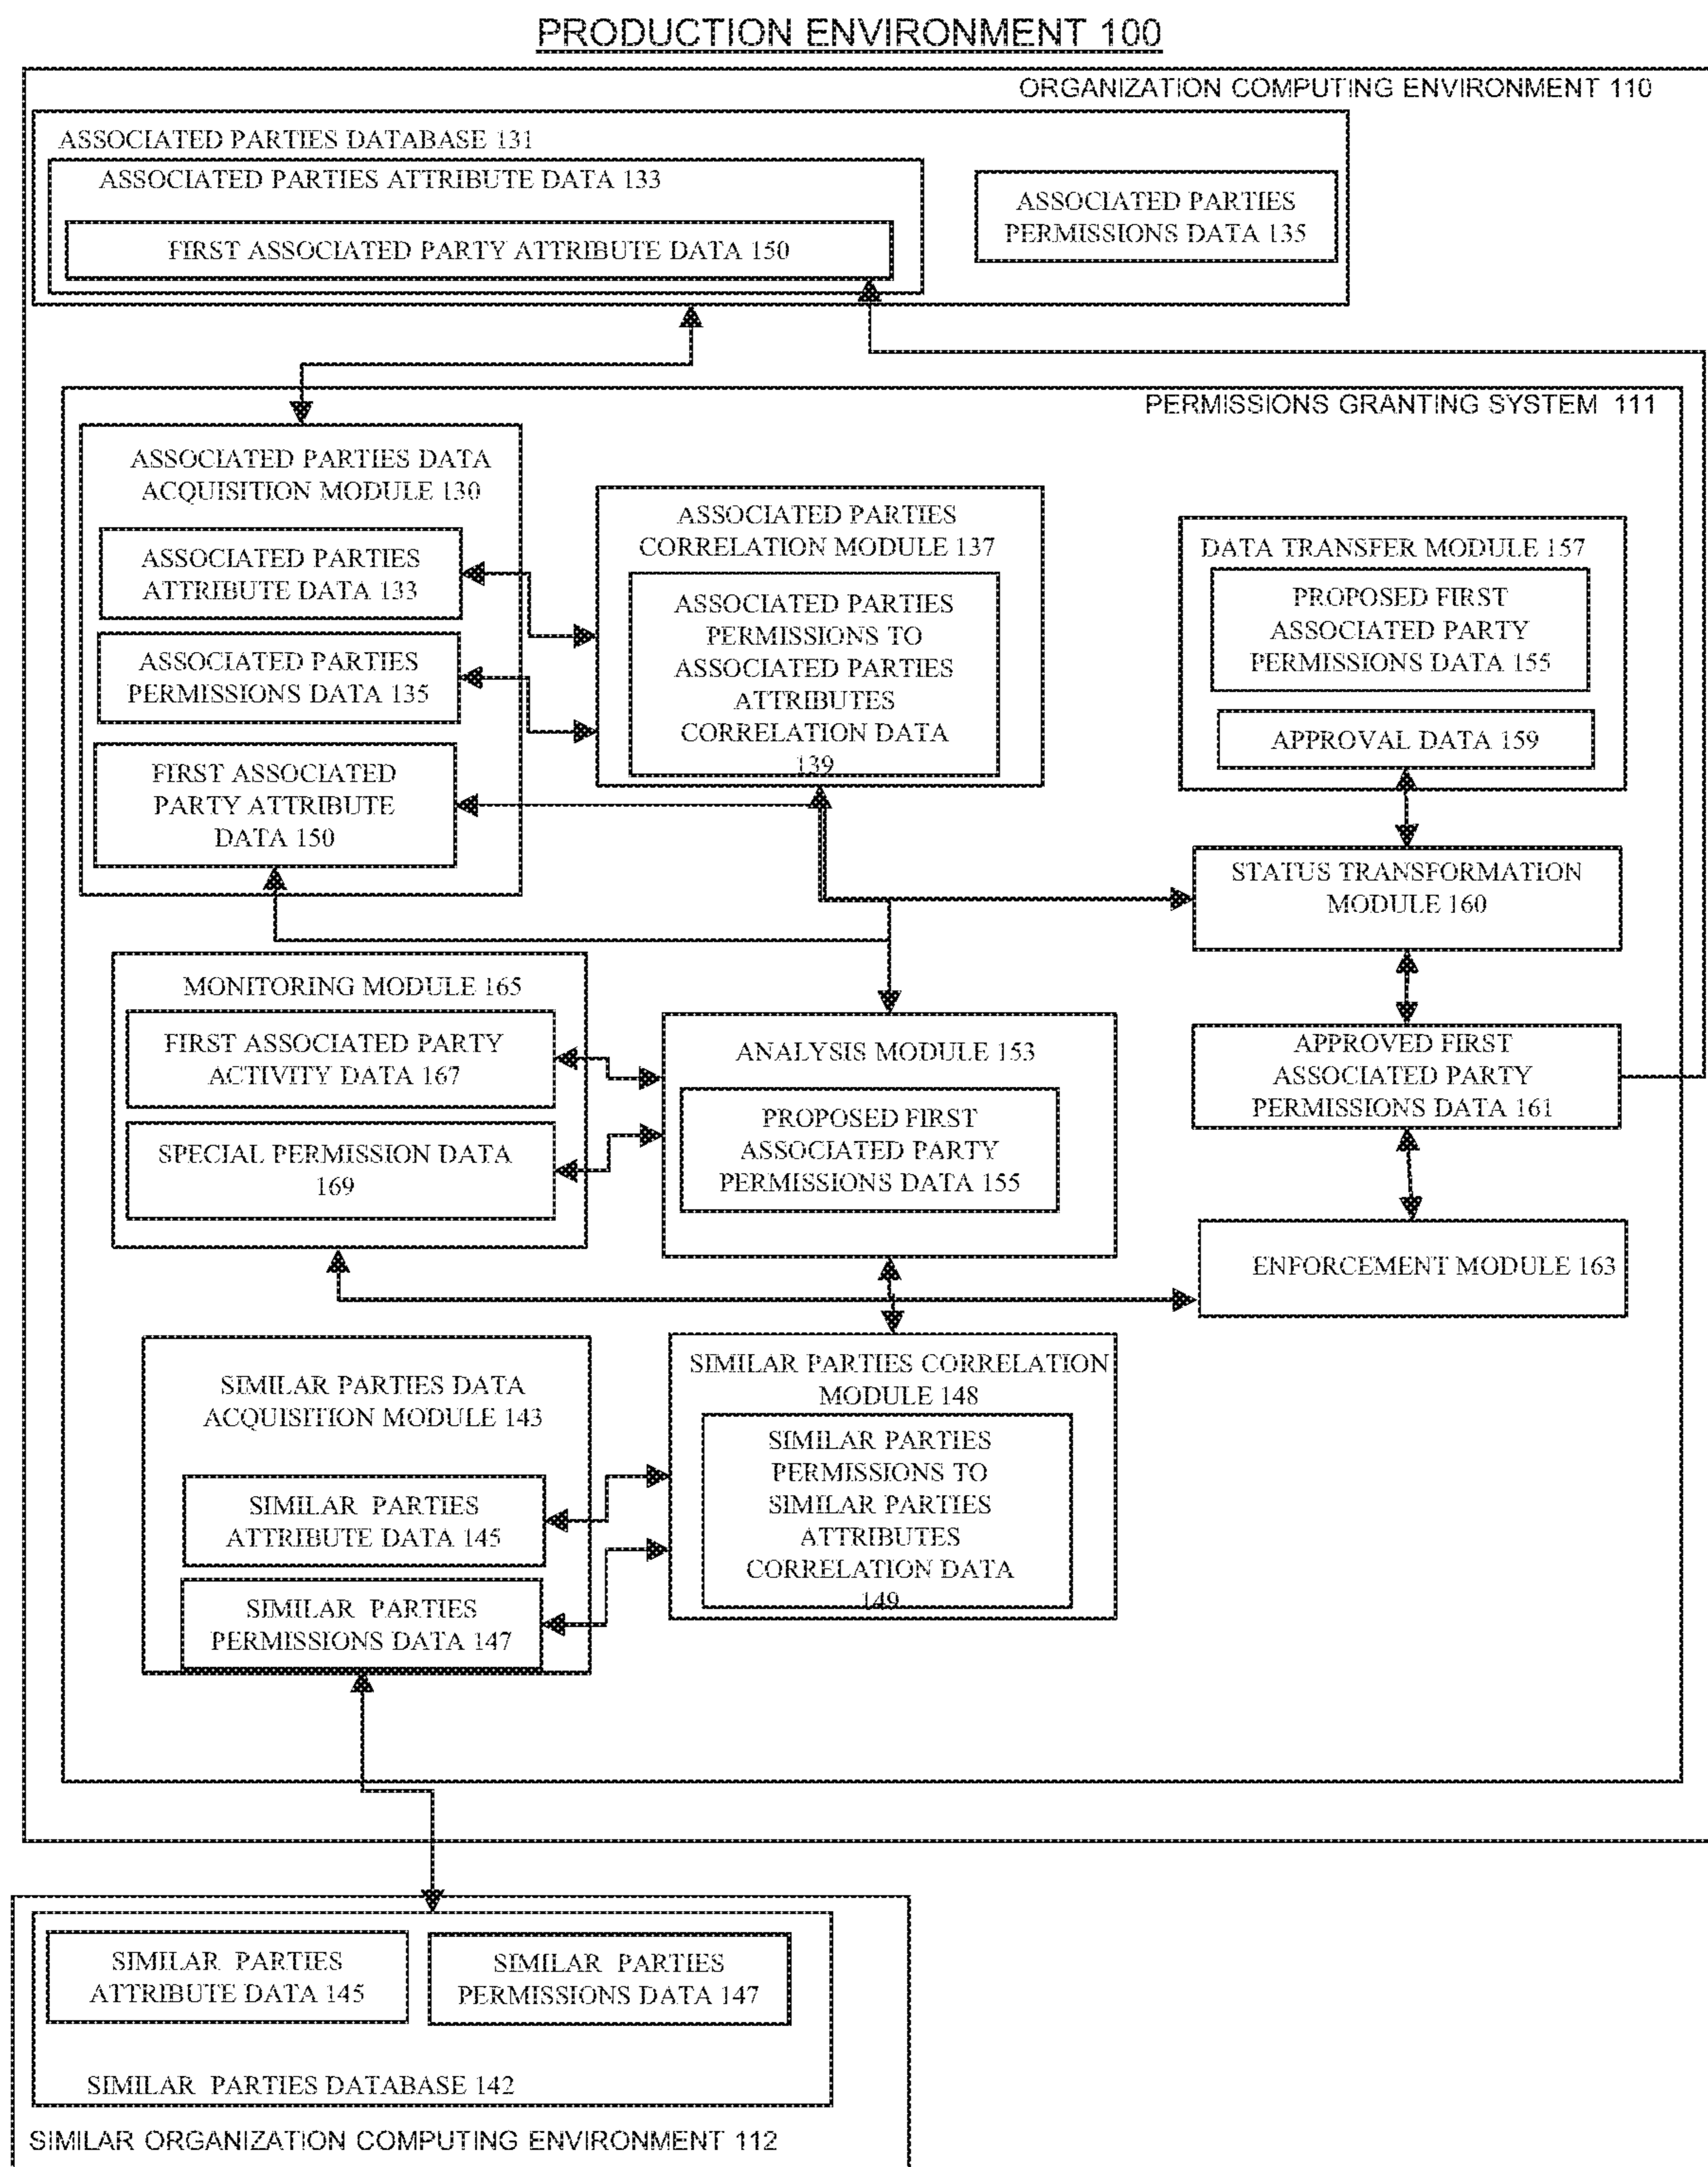 PRODUCTION ENVIRONMENT 100
ORGANIZATION COMPUTING ENVIRONMENT 110
ASSOCIATED PARTIES DATABASE 131
ASSOCIATED PARTIES ATTRIBUTE DATA 133
FIRST ASSOCIATED PARTY ATTRIBUTE DATA 150
ASSOCIATED PARTIES
PERMISSIONS DATA 135
PERMISSIONS GRANTING SYSTEM 111
ASSOCIATED PARTIES DATA
ACQUISITION MODULE 130
ASSOCIATED PARTIES
ATTRIBUTE DATA 133
ASSOCIATED PARTIES
PERMISSIONS DATA 135
FIRST ASSOCIATED
PARTY ATTRIBUTE
DATA 150
ASSOCIATED PARTIES
CORRELATION MODULE 137
ASSOCIATED PARTIES
PERMISSIONS TO
ASSOCIATED PARTIES
ATTRIBUTES
CORRELATION DATA
139
DATA TRANSFER MODULE 157
PROPOSED FIRST
ASSOCIATED PARTY
PERMISSIONS DATA 155
APPROVAL DATA 159
STATUS TRANSFORMATION
MODULE 160
MONITORING MODULE 165
FIRST ASSOCIATED PARTY
ACTIVITY DATA 167
SPECIAL PERMISSION DATA
169
ANALYSIS MODULE 153
PROPOSED FIRST
ASSOCIATED PARTY
PERMISSIONS DATA 155
APPROVED FIRST
ASSOCIATED PARTY
PERMISSIONS DATA 161
ENFORCEMENT MODULE 163
SIMILAR PARTIES DATA
ACQUISITION MODULE 143
SIMILAR PARTIES
ATTRIBUTE DATA 145
SIMILAR PARTIES
PERMISSIONS DATA 147
SIMILAR PARTIES CORRELATION
MODULE 148
SIMILAR PARTIES
PERMISSIONS TO
SIMILAR PARTIES
ATTRIBUTES
CORRELATION DATA
149
SIMILAR PARTIES
ATTRIBUTE DATA 145
SIMILAR PARTIES
PERMISSIONS DATA 147
SIMILAR PARTIES DATABASE 142
SIMILAR ORGANIZATION COMPUTING ENVIRONMENT 112